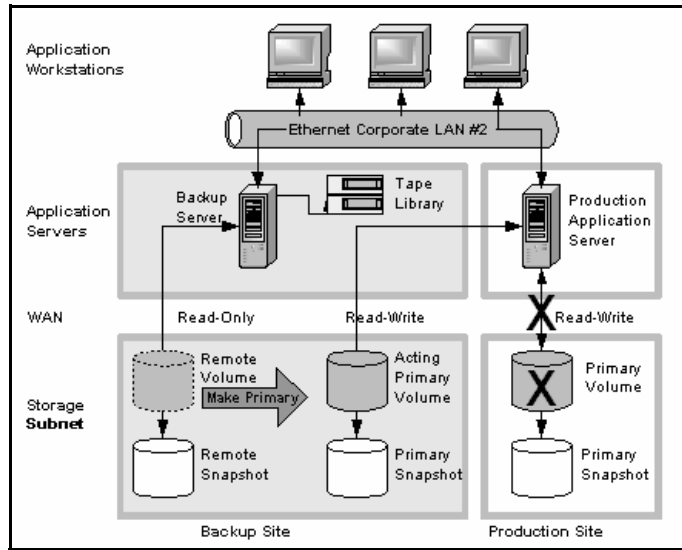 Application
Workstations
Ethernet Corporate LAN #2
Application
Servers
Backup
Server
Tape
Library
Production
Application
Server
WAN
Read-Only
Read-Write
Read-Write
Storage
Subnet
Remote
Volume
Make Primary
Acting
Primary
Volume
Primary
Volume
Remote
Snapshot
Primary
Snapshot
Primary
Snapshot
Backup Site
Production Site